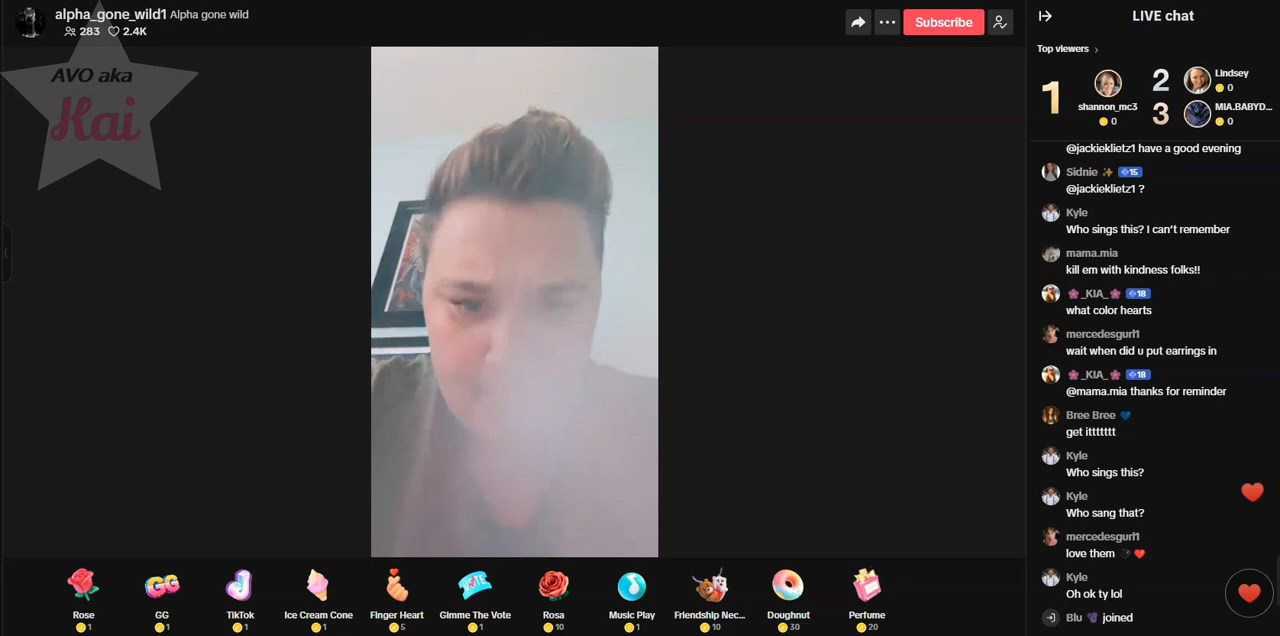 alpha_gone_wild1 Alpha gone wild
283 2.4K
Subscribe
AVO aka
Kai
LIVE chat
Top viewers
1 shannon_mc3 0
2 Lindsey 0
3 MIA.BABYD... 0
@jackieklietz1 have a good evening
Sidnie 15
@jackieklietz1 ?
Kyle
Who sings this? I can't remember
mama.mia
kill em with kindness folks!!
_KIA_ 18
what color hearts
mercedesgurl1
wait when did u put earrings in
_KIA_ 18
@mama.mia thanks for reminder
Bree Bree
get itttttt
Kyle
Who sings this?
Kyle
Who sang that?
mercedesgurl1
love them
Kyle
Oh ok ty lol
Blu joined
GG
VOTE
Rose GG TikTok Ice Cream Cone Finger Heart Gimme The Vote Rosa Music Play Friendship Nec... Doughnut Perfume
1 1 1 1 5 1 10 1 10 30 20